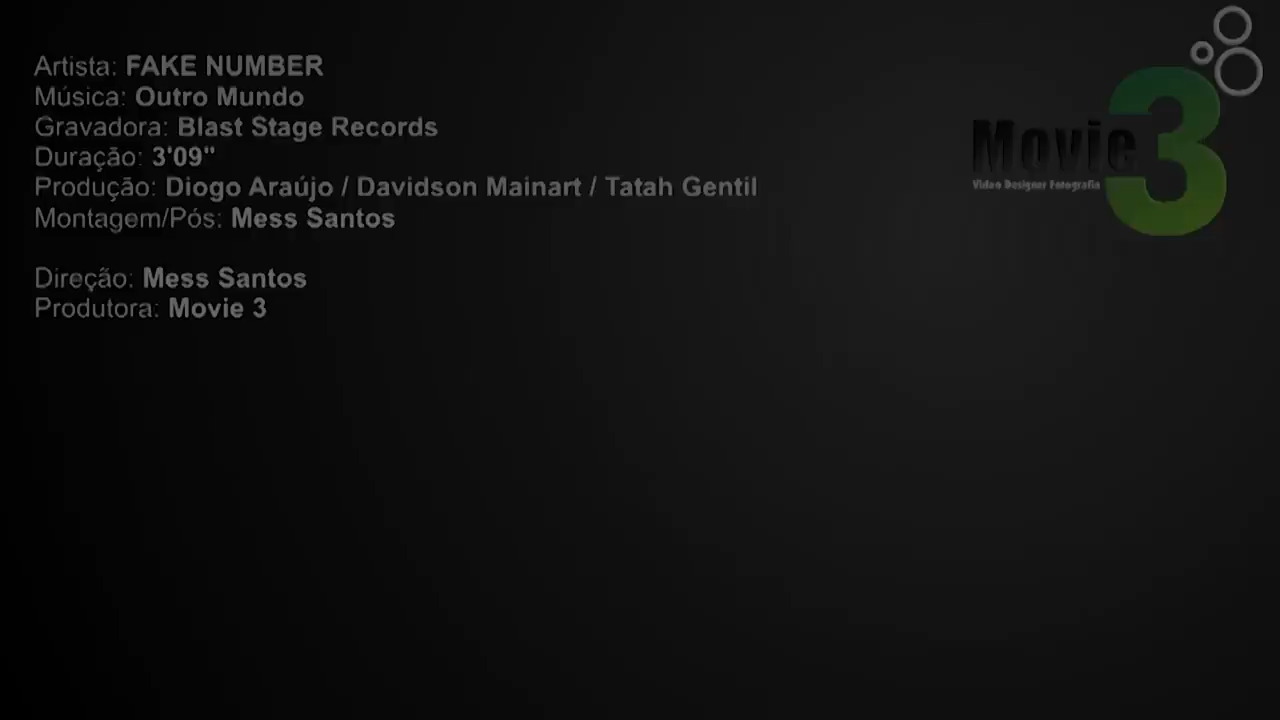 Artista: FAKE NUMBER
Música: Outro Mundo
Gravadora: Blast Stage Records
Duração: 3'09"
Produção: Diogo Araújo / Davidson Mainart / Tatah Gentil
Montagem/Pós: Mess Santos
Direção: Mess Santos
Produtora: Movie 3
Movie 3
Video Designer Fotografia